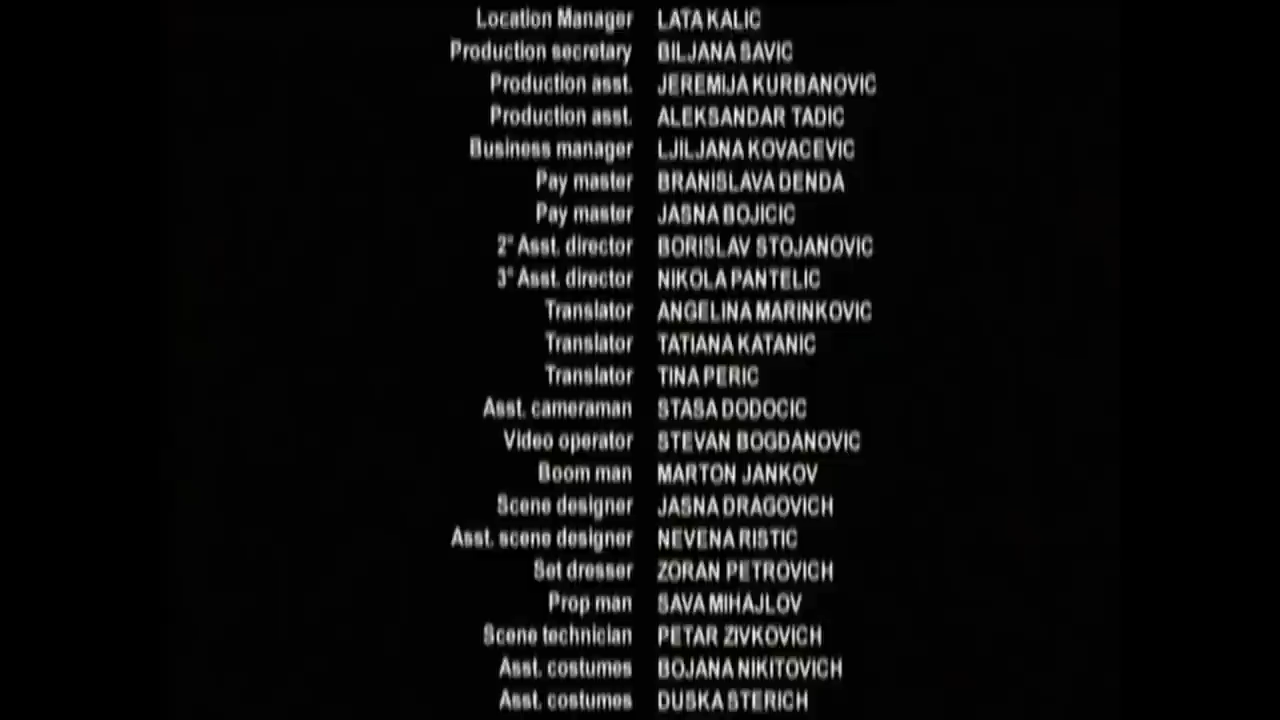 Location Manager LATA KALIC
Production secretary BILJANA SAVIC
Production asst. JEREMIJA KURBANOVIC
Production asst. ALEKSANDAR TADIC
Business manager LJILJANA KOVACEVIC
Pay master BRANISLAVA DENDA
Pay master JASNA BOJICIC
2° Asst. director BORISLAV STOJANOVIC
3° Asst. director NIKOLA PANTELIC
Translator ANGELINA MARINKOVIC
Translator TATIANA KATANIC
Translator TINA PERIC
Asst. cameraman STASA DODOCIC
Video operator STEVAN BOGDANOVIC
Boom man MARTON JANKOV
Scene designer JASNA DRAGOVICH
Asst. scene designer NEVENA RISTIC
Set dresser ZORAN PETROVICH
Prop man SAVA MIHAJLOV
Scene technician PETAR ZIVKOVICH
Asst. costumes BOJANA NIKITOVICH
Asst. costumes DUSKA STERICH